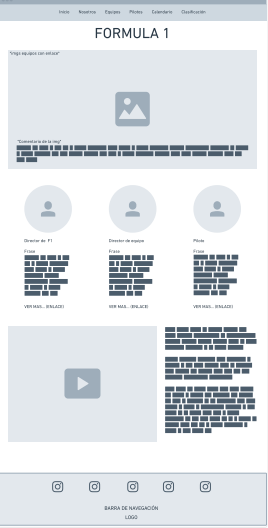 Inicio Nosotros Equipos Pilotos Calendario Clasificación
FORMULA 1
"(Imgs equipos con enlace"
"Comentario de la img"
Director de F1 Director de equipo Piloto
Frase Frase Frase
VER MAS... (ENLACE) VER MAS... (ENLACE) VER MAS... (ENLACE)
BARRA DE NAVEGACIÓN
LOGO